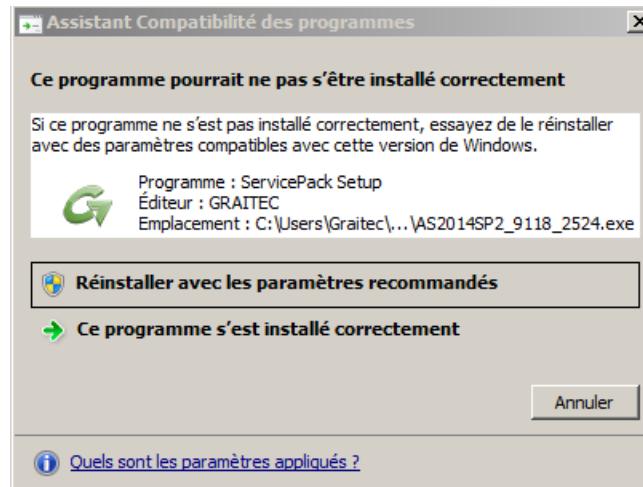 Assistant Compatibilité des programmes
Ce programme pourrait ne pas s'être installé correctement
Si ce programme ne s'est pas installé correctement, essayez de le réinstaller
avec des paramètres compatibles avec cette version de Windows.
Programme : ServicePack Setup
Éditeur : GRAITEC
Emplacement : C:\Users\Graitec\...\AS2014SP2_9118_2524.exe
Réinstaller avec les paramètres recommandés
Ce programme s'est installé correctement
Annuler
Quels sont les paramètres appliqués ?